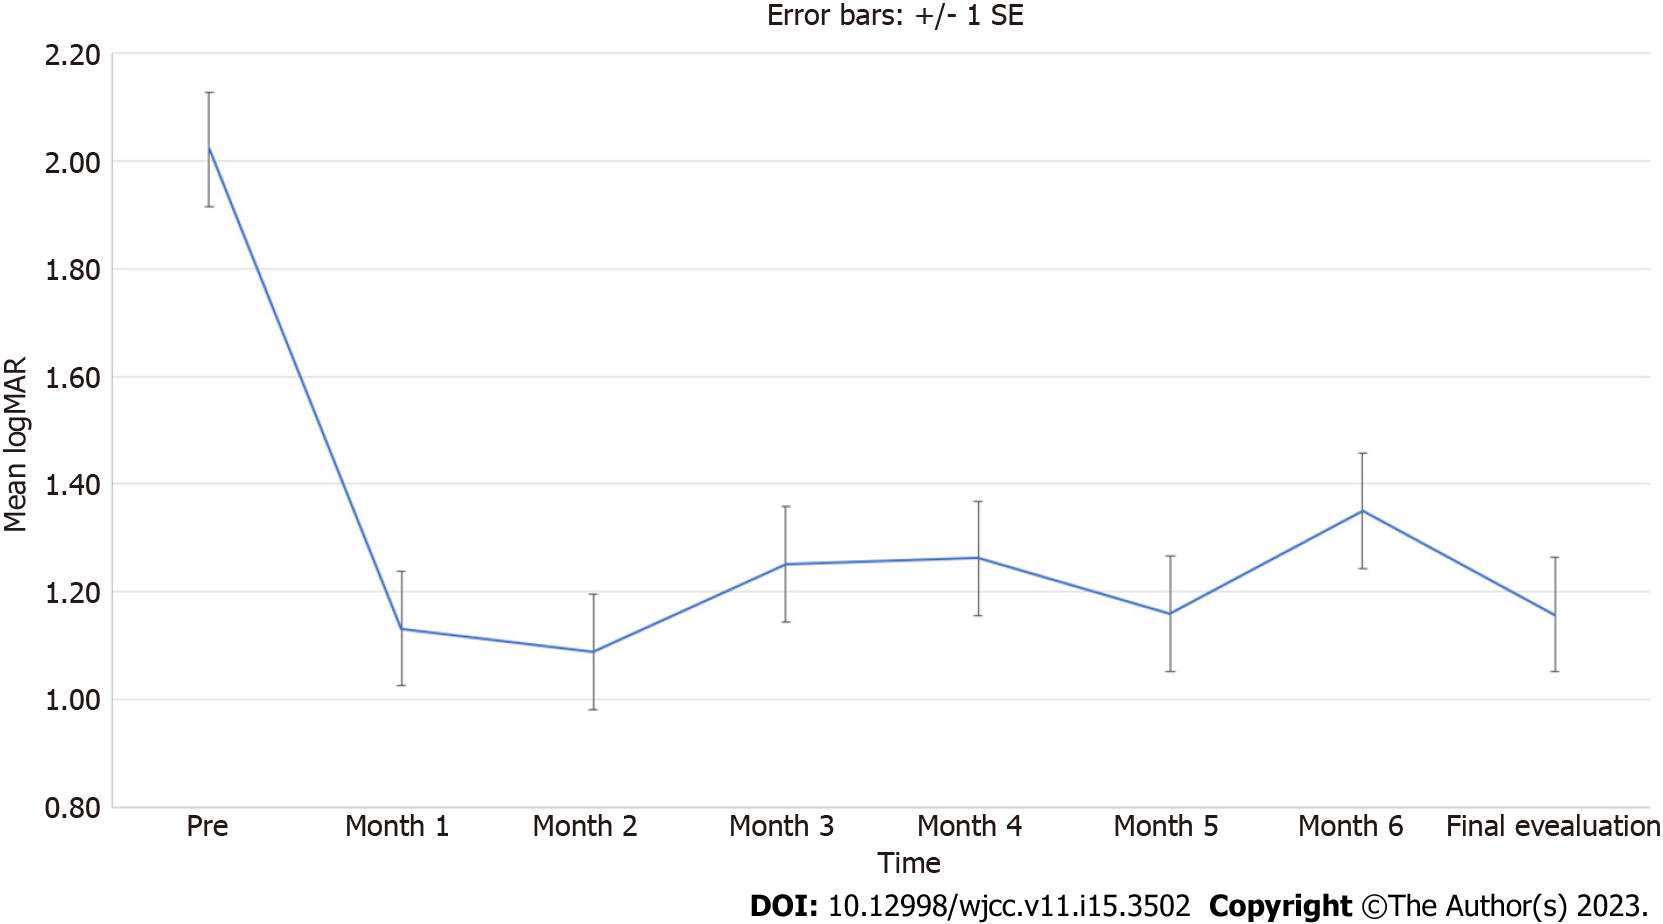 Error bars: +/- 1 SE
2.20
2.00
1.80
1.60
1.40
1.20
1.00
0.80
Mean logMAR
Pre Month 1 Month 2 Month 3 Month 4 Month 5 Month 6 Final evealuation
Time
DOI: 10.12998/wjcc.v11.i15.3502 Copyright ©The Author(s) 2023.